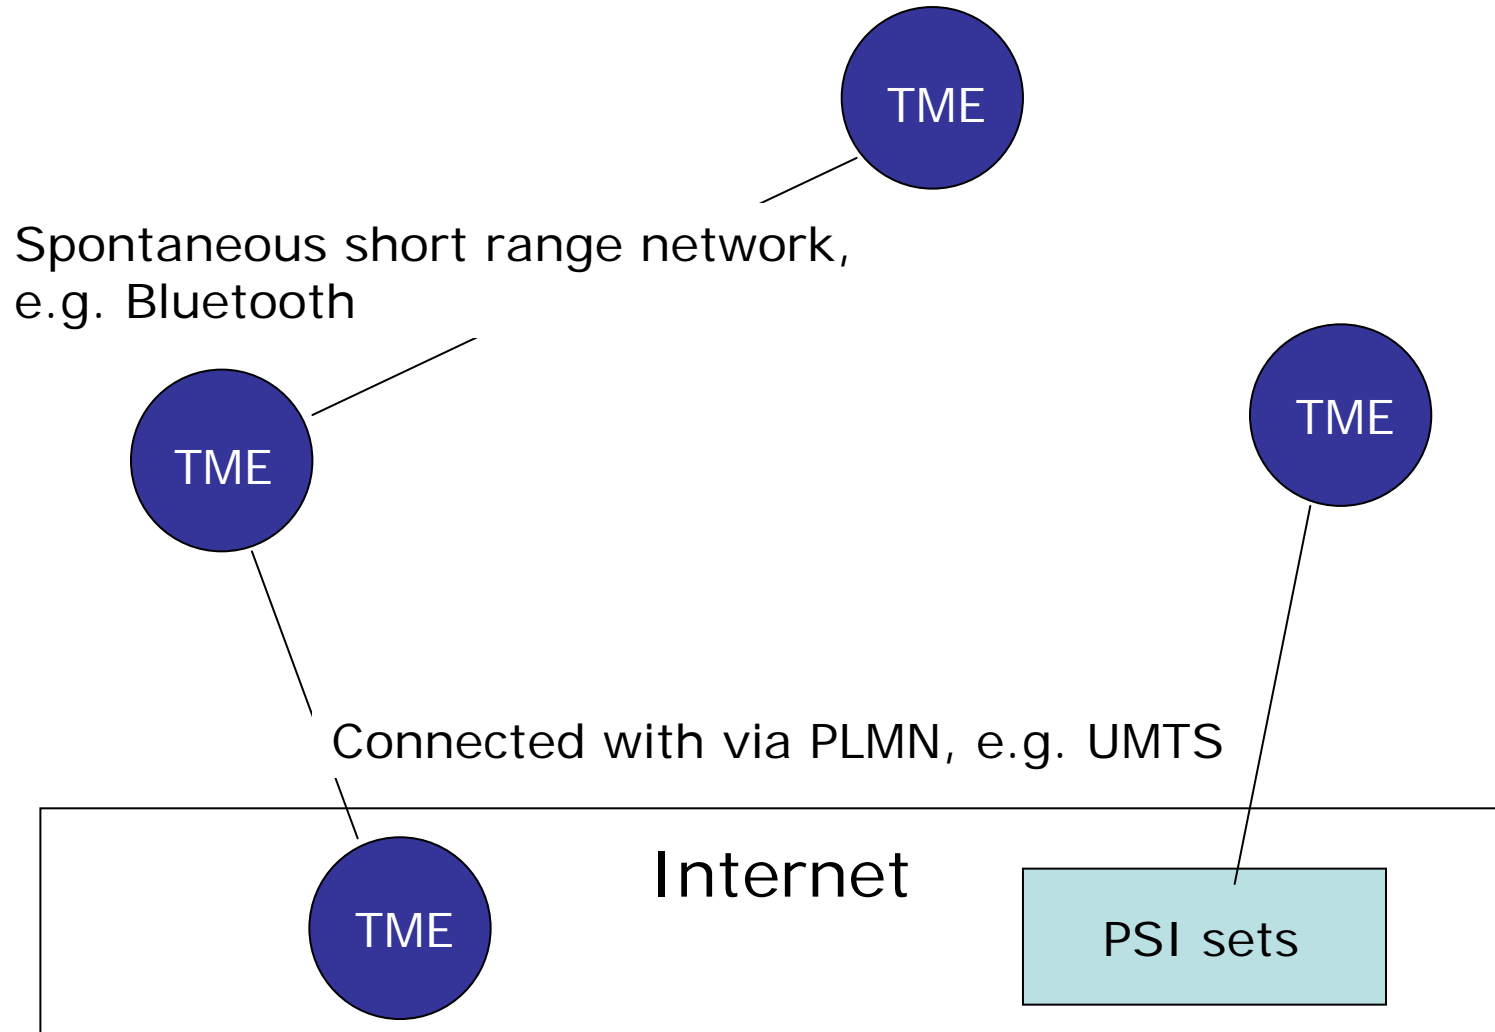 TME
Spontaneous short range network,
e.g. Bluetooth
TME
TME
Connected with via PLMN, e.g. UMTS
Internet
TME
PSI sets